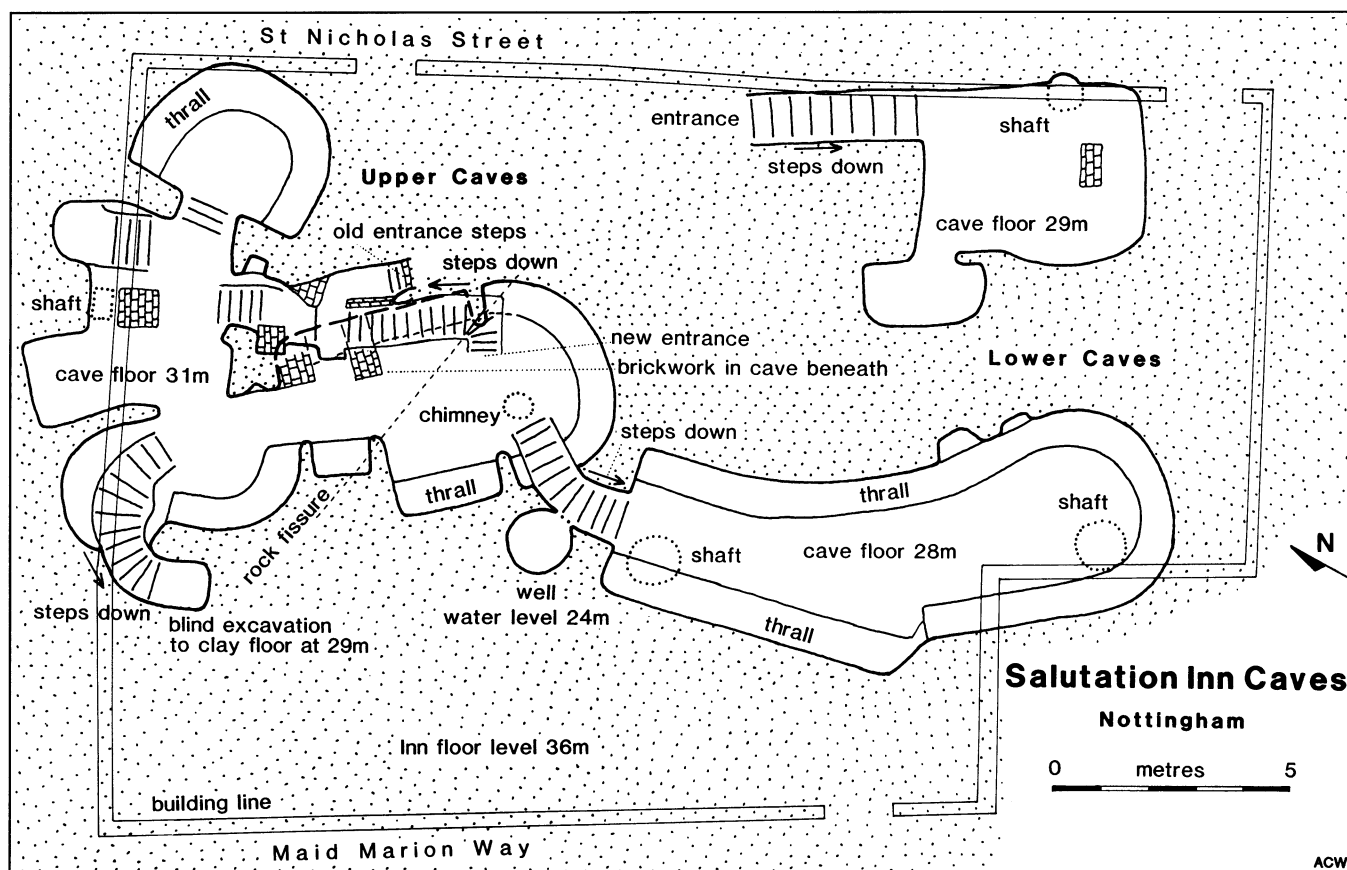 St Nicholas Street
thrall
entrance
shaft
steps down
Upper Caves
old entrance steps
steps down
cave floor 29m
shaft
new entrance
Lower Caves
brickwork in cave beneath
cave floor 31m
chimney
steps down
thrall
thrall
shaft
rock fissure
shaft
cave floor 28m
N
well
water level 24m
steps down
blind excavation
to clay floor at 29m
thrall
Salutation Inn Caves
Nottingham
Inn floor level 36m
0 metres 5
building line
Maid Marion Way
ACW